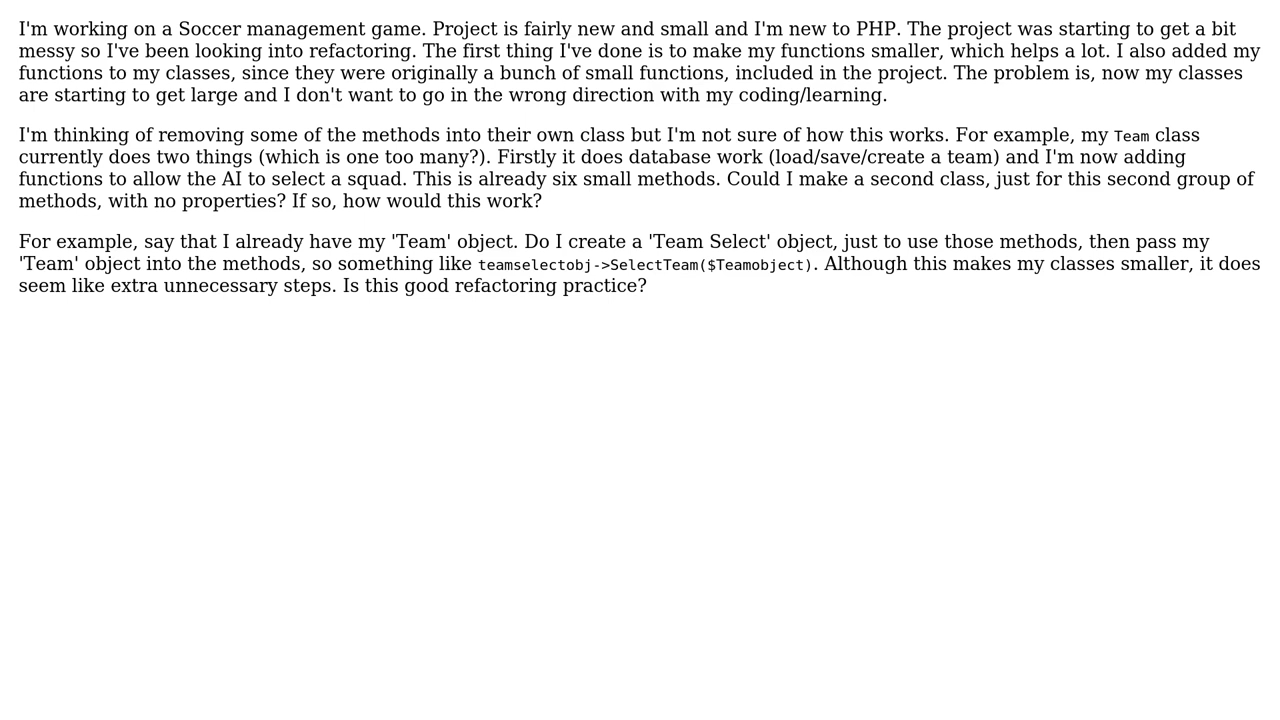 I'm working on a Soccer management game. Project is fairly new and small and I'm new to PHP. The project was starting to get a bit
messy so I've been looking into refactoring. The first thing I've done is to make my functions smaller, which helps a lot. I also added my
functions to my classes, since they were originally a bunch of small functions, included in the project. The problem is, now my classes
are starting to get large and I don't want to go in the wrong direction with my coding/learning.
I'm thinking of removing some of the methods into their own class but I'm not sure of how this works. For example, my Team class
currently does two things (which is one too many?). Firstly it does database work (load/save/create a team) and I'm now adding
functions to allow the AI to select a squad. This is already six small methods. Could I make a second class, just for this second group of
methods, with no properties? If so, how would this work?
For example, say that I already have my 'Team' object. Do I create a 'Team Select' object, just to use those methods, then pass my
'Team' object into the methods, so something like teamselectobj->SelectTeam($Teamobject). Although this makes my classes smaller, it does
seem like extra unnecessary steps. Is this good refactoring practice?